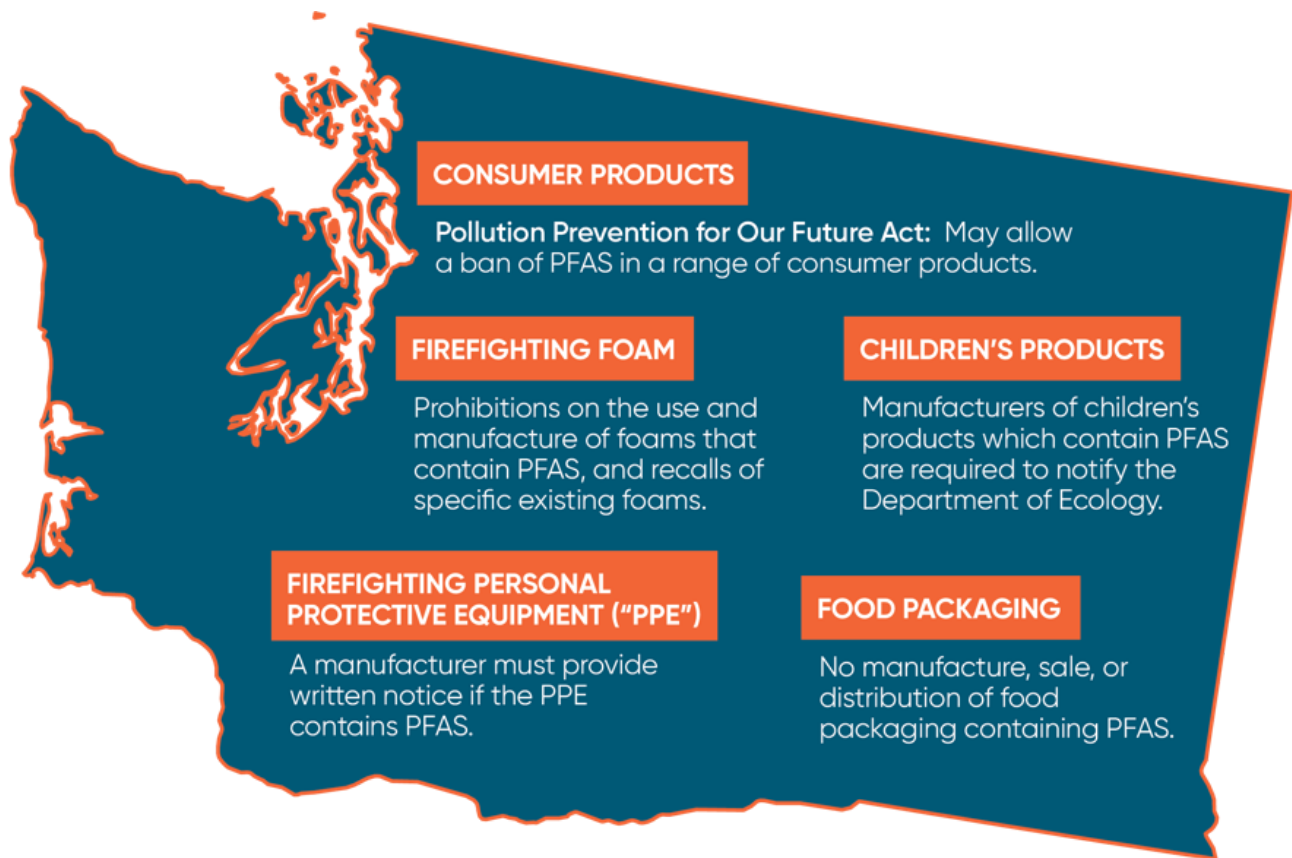 CONSUMER PRODUCTS
Pollution Prevention for Our Future Act: May allow
a ban of PFAS in a range of consumer products.
FIREFIGHTING FOAM
Prohibitions on the use and
manufacture of foams that
contain PFAS, and recalls of
specific existing foams.
CHILDREN’S PRODUCTS
Manufacturers of children’s
products which contain PFAS
are required to notify the
Department of Ecology.
FIREFIGHTING PERSONAL
PROTECTIVE EQUIPMENT (“PPE”)
A manufacturer must provide
written notice if the PPE
contains PFAS.
FOOD PACKAGING
No manufacture, sale, or
distribution of food
packaging containing PFAS.